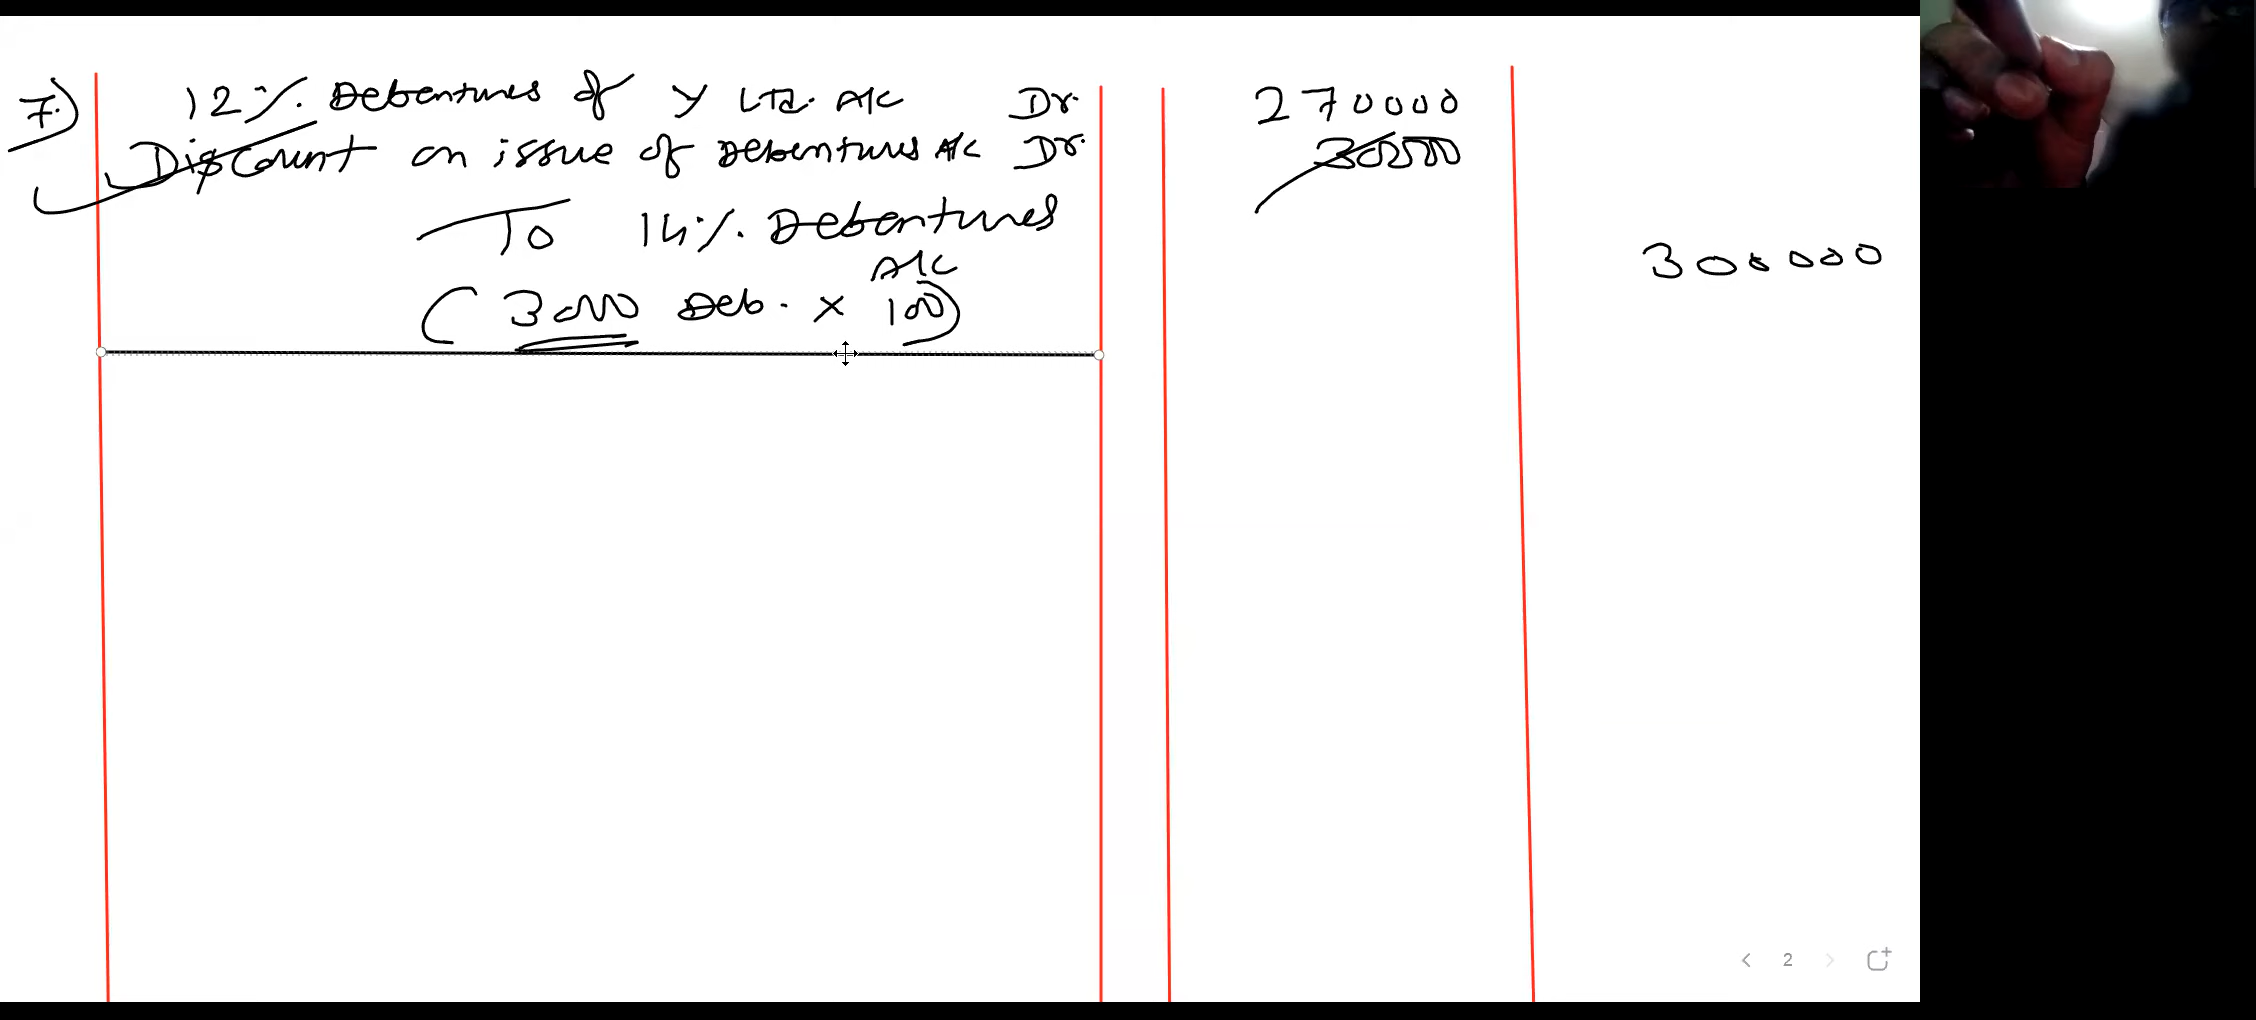 7.) 12%. Debentures of Y LTd. A/c Dr. 270000
Discount on issue of Debentures A/c Dr. 30000
To 14%. Debentures
A/c 300000
( 3000 Deb. × 100)
2